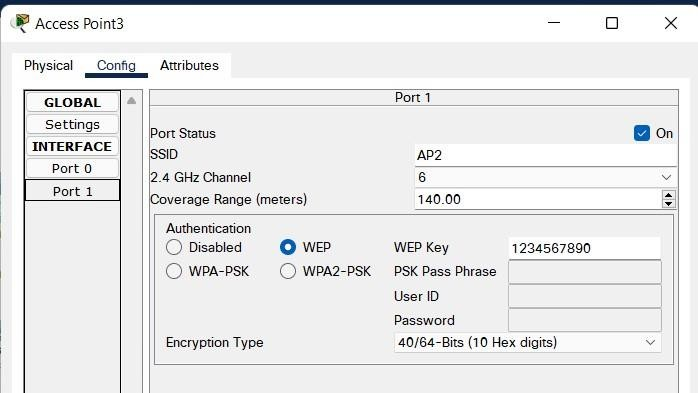 Access Point3
Physical Config Attributes
GLOBAL
Settings
INTERFACE
Port 0
Port 1
Port 1
Port Status On
SSID AP2
2.4 GHz Channel 6
Coverage Range (meters) 140.00
Authentication
Disabled WEP WEP Key 1234567890
WPA-PSK WPA2-PSK PSK Pass Phrase
User ID
Password
Encryption Type 40/64-Bits (10 Hex digits)